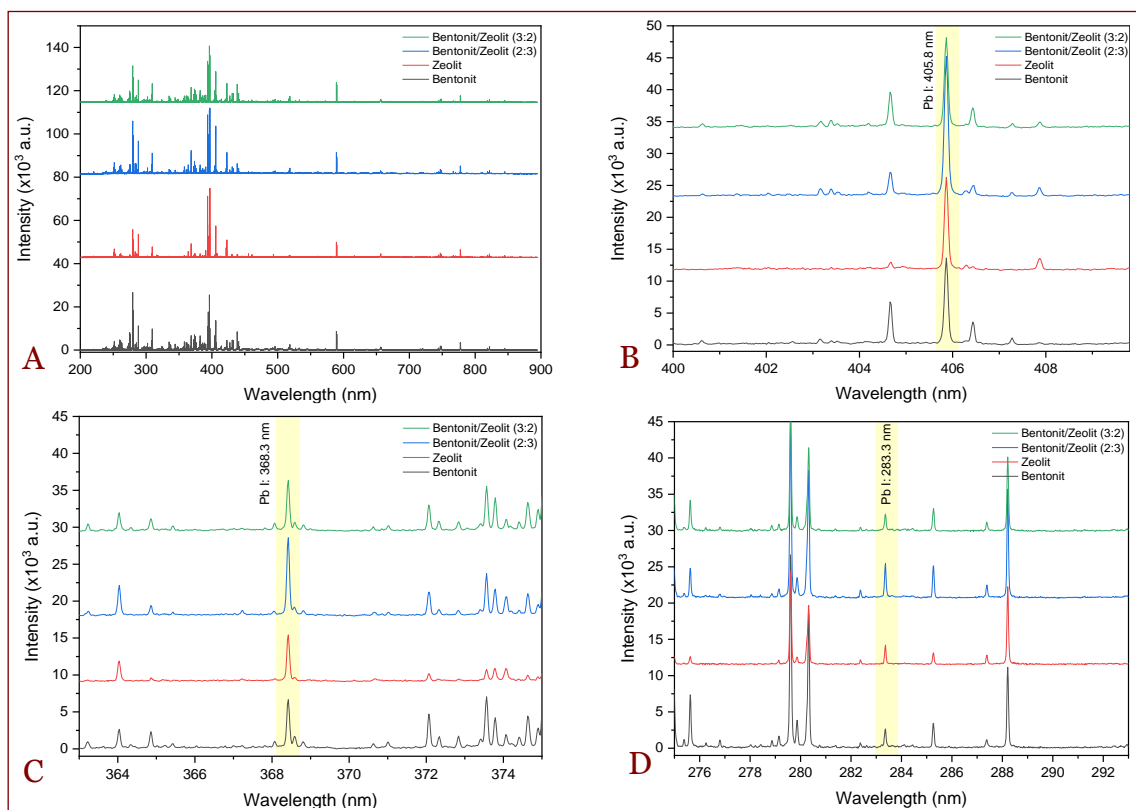 140
120
100
80
60
40
20
0
200 300 400 500 600 700 800 900
Intensity (x10³ a.u.)
Wavelength (nm)
Bentonit/Zeolit (3:2)
Bentonit/Zeolit (2:3)
Zeolit
Bentonit
A
50
45
40
35
30
25
20
15
10
5
0
400 402 404 406 408
Intensity (x10³ a.u.)
Wavelength (nm)
Pb I: 405.8 nm
Bentonit/Zeolit (3:2)
Bentonit/Zeolit (2:3)
Zeolit
Bentonit
B
45
40
35
30
25
20
15
10
5
0
364 366 368 370 372 374
Intensity (x10³ a.u.)
Wavelength (nm)
Pb I: 368.3 nm
Bentonit/Zeolit (3:2)
Bentonit/Zeolit (2:3)
Zeolit
Bentonit
C
45
40
35
30
25
20
15
10
5
0
276 278 280 282 284 286 288 290 292
Intensity (x10³ a.u.)
Wavelength (nm)
Pb I: 283.3 nm
Bentonit/Zeolit (3:2)
Bentonit/Zeolit (2:3)
Zeolit
Bentonit
D